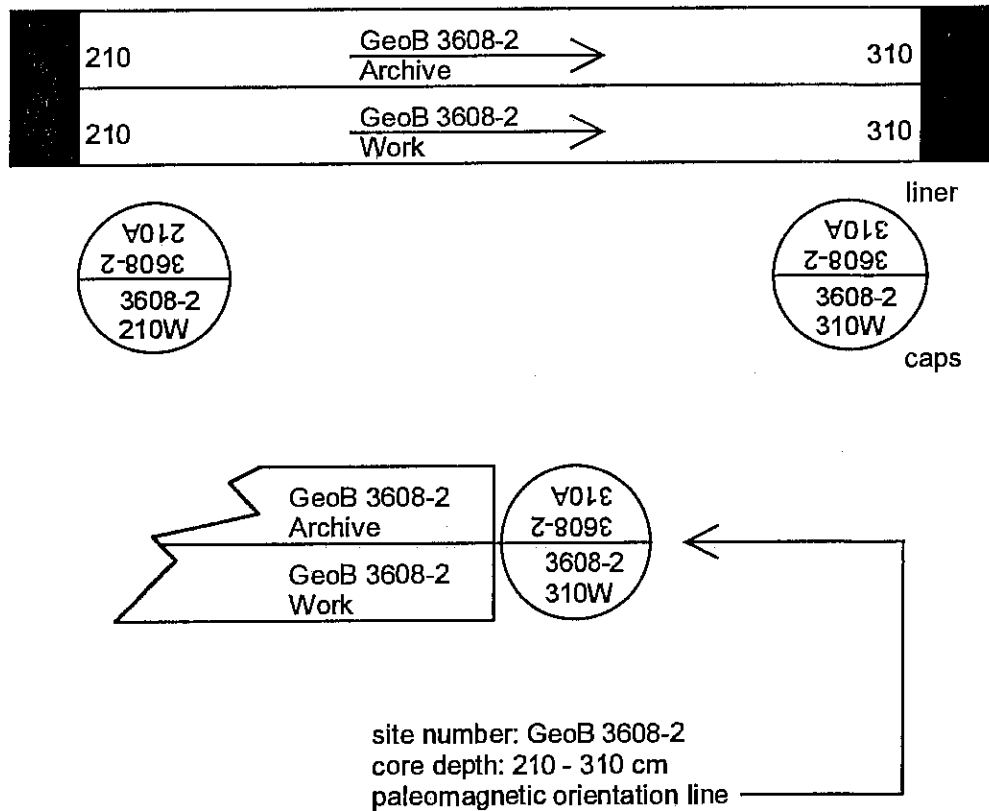 210 GeoB 3608-2 310
Archive
210 GeoB 3608-2 310
Work
liner
210A
3608-2
3608-2
210W
310A
3608-2
3608-2
310W
caps
GeoB 3608-2
Archive
GeoB 3608-2
Work
310A
3608-2
3608-2
310W
site number: GeoB 3608-2
core depth: 210 - 310 cm
paleomagnetic orientation line